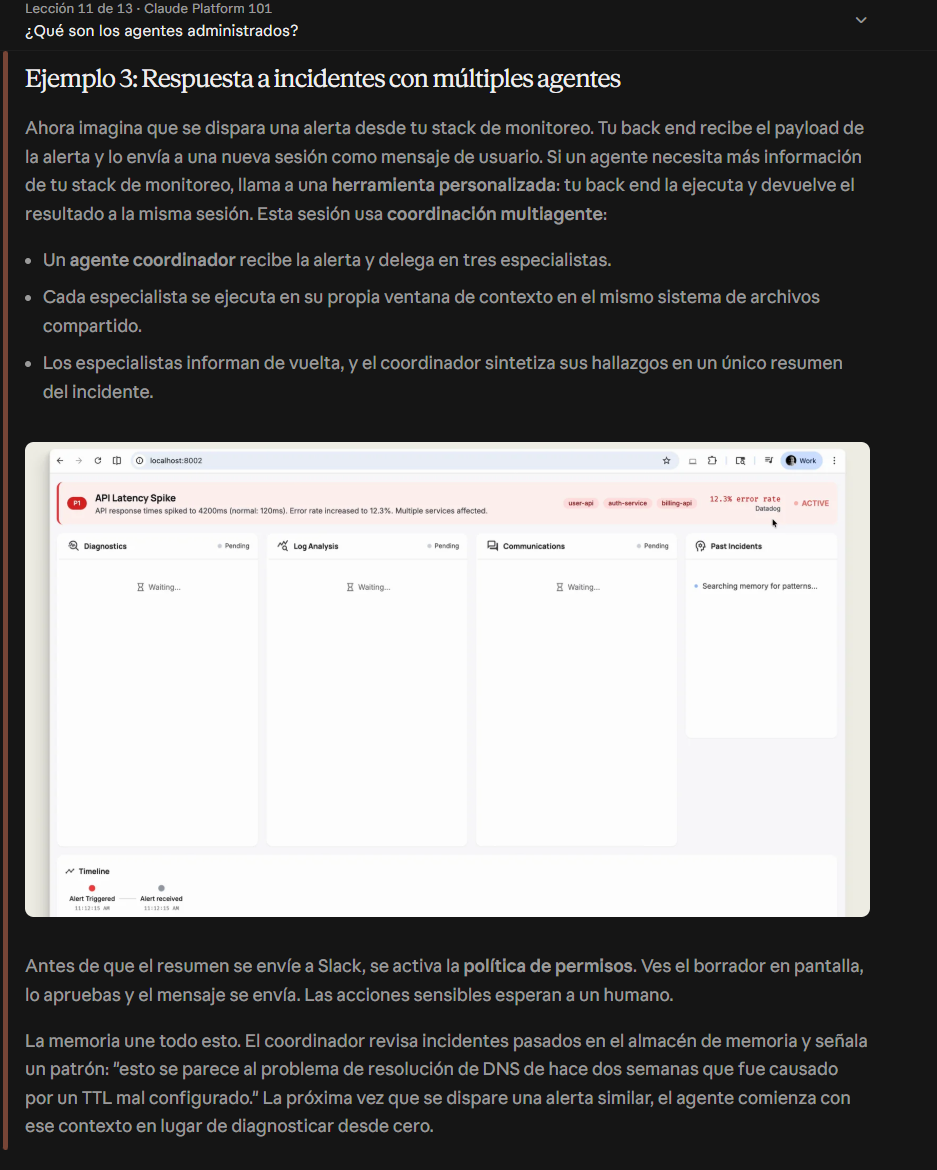 Lección 11 de 13 · Claude Platform 101
¿Qué son los agentes administrados?
Ejemplo 3: Respuesta a incidentes con múltiples agentes
Ahora imagina que se dispara una alerta desde tu stack de monitoreo. Tu back end recibe el payload de
la alerta y lo envía a una nueva sesión como mensaje de usuario. Si un agente necesita más información
de tu stack de monitoreo, llama a una herramienta personalizada: tu back end la ejecuta y devuelve el
resultado a la misma sesión. Esta sesión usa coordinación multiagente:
• Un agente coordinador recibe la alerta y delega en tres especialistas.
• Cada especialista se ejecuta en su propia ventana de contexto en el mismo sistema de archivos
compartido.
• Los especialistas informan de vuelta, y el coordinador sintetiza sus hallazgos en un único resumen
del incidente.
localhost:8002
Work
P1
API Latency Spike
API response times spiked to 4200ms (normal: 120ms). Error rate increased to 12.3%. Multiple services affected.
user-api
auth-service
billing-api
12.3% error rate
Datadog
ACTIVE
Diagnostics
Pending
Waiting...
Log Analysis
Pending
Waiting...
Communications
Pending
Waiting...
Past Incidents
Searching memory for patterns...
Timeline
Alert Triggered
11:12:15 AM
Alert received
11:12:15 AM
Antes de que el resumen se envíe a Slack, se activa la política de permisos. Ves el borrador en pantalla,
lo apruebas y el mensaje se envía. Las acciones sensibles esperan a un humano.
La memoria une todo esto. El coordinador revisa incidentes pasados en el almacén de memoria y señala
un patrón: "esto se parece al problema de resolución de DNS de hace dos semanas que fue causado
por un TTL mal configurado." La próxima vez que se dispare una alerta similar, el agente comienza con
ese contexto en lugar de diagnosticar desde cero.